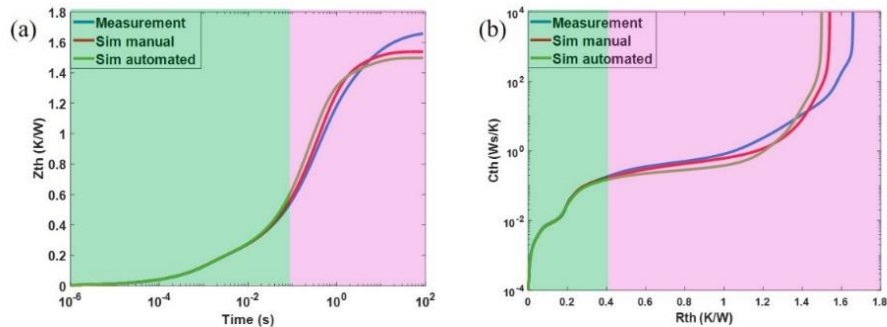 (a)
Measurement
Sim manual
Sim automated
Zth (K/W)
1.8
1.6
1.4
1.2
1
0.8
0.6
0.4
0.2
0
10^-6
10^-4
10^-2
10^0
10^2
Time (s)
(b)
Measurement
Sim manual
Sim automated
Cth (Ws/K)
10^4
10^2
10^0
10^-2
10^-4
0
0.2
0.4
0.6
0.8
1
1.2
1.4
1.6
1.8
Rth (K/W)